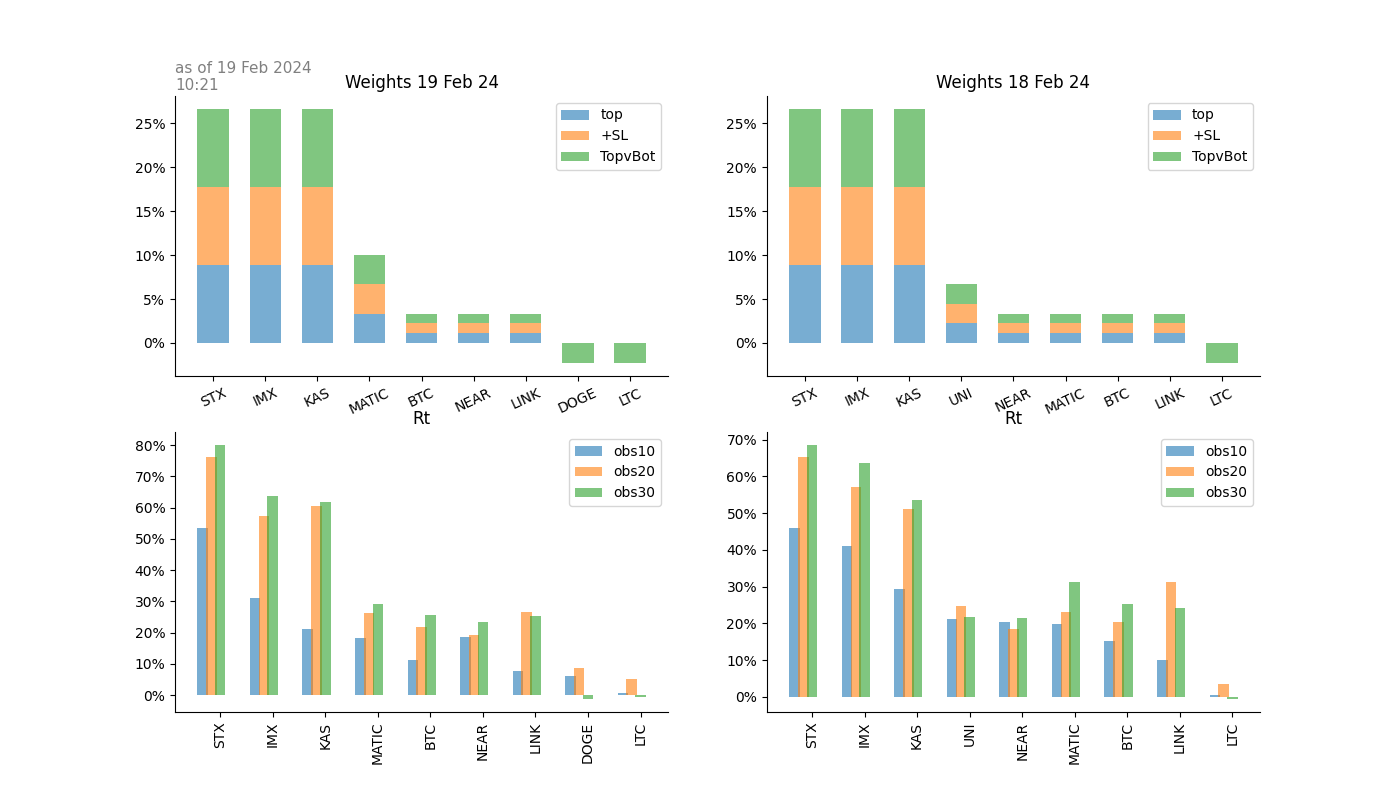 as of 19 Feb 2024
10:21
Weights 19 Feb 24
25%
20%
15%
10%
5%
0%
top
+SL
TopvBot
STX IMX KAS MATIC BTC NEAR LINK DOGE LTC
Weights 18 Feb 24
25%
20%
15%
10%
5%
0%
top
+SL
TopvBot
STX IMX KAS UNI NEAR MATIC BTC LINK LTC
Rt
80%
70%
60%
50%
40%
30%
20%
10%
0%
obs10
obs20
obs30
STX IMX KAS MATIC BTC NEAR LINK DOGE LTC
Rt
70%
60%
50%
40%
30%
20%
10%
0%
obs10
obs20
obs30
STX IMX KAS UNI NEAR MATIC BTC LINK LTC